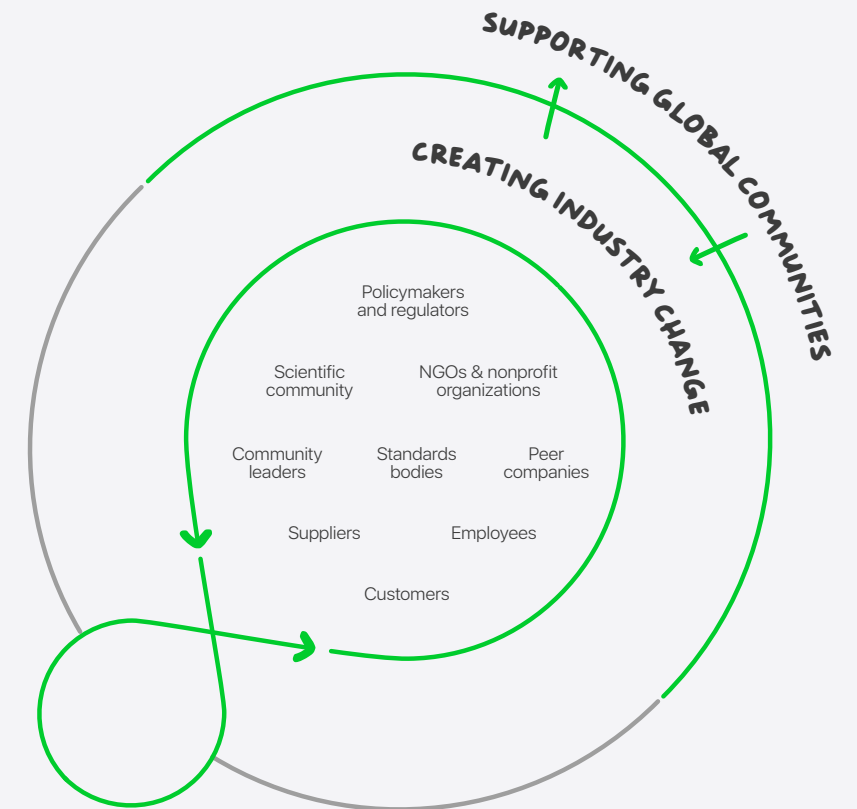 SUPPORTING GLOBAL COMMUNITIES
CREATING INDUSTRY CHANGE
Policymakers
and regulators
Scientific
community
NGOs & nonprofit
organizations
Community
leaders
Standards
bodies
Peer
companies
Suppliers
Employees
Customers